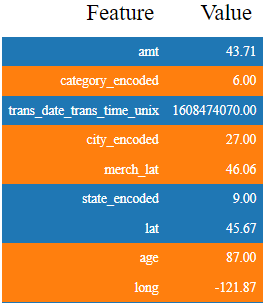 Feature Value
amt 43.71
category_encoded 6.00
trans_date_trans_time_unix 1608474070.00
city_encoded 27.00
merch_lat 46.06
state_encoded 9.00
lat 45.67
age 87.00
long -121.87